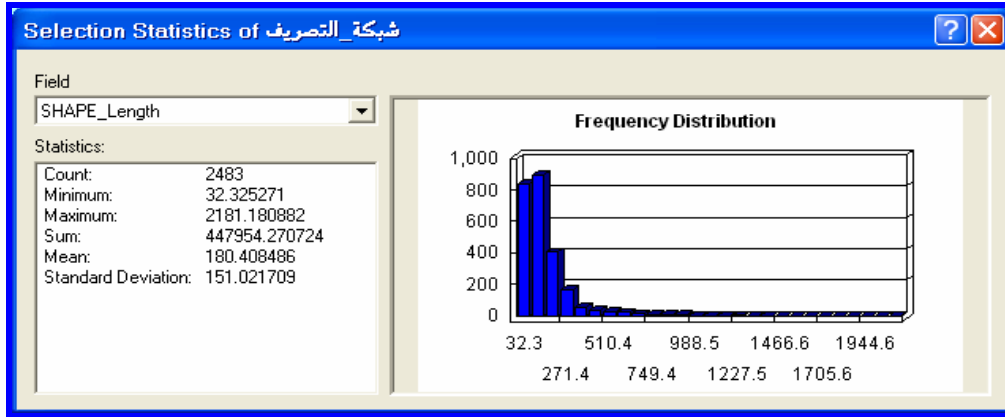 Selection Statistics of شبكة_التصريف
Field
SHAPE_Length
Statistics:
Count: 2483
Minimum: 32.325271
Maximum: 2181.180882
Sum: 447954.270724
Mean: 180.408486
Standard Deviation: 151.021709
Frequency Distribution
1,000
800
600
400
200
0
32.3 510.4 988.5 1466.6 1944.6
271.4 749.4 1227.5 1705.6